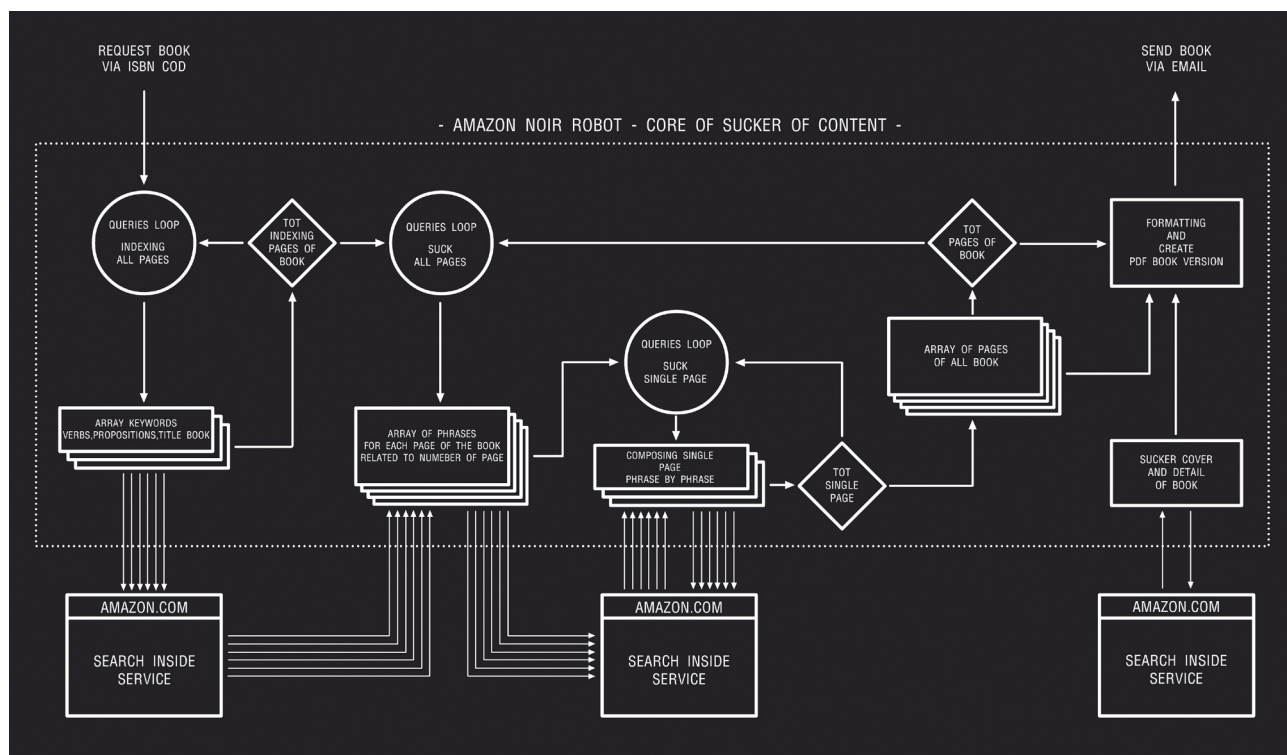 REQUEST BOOK
VIA ISBN COD
SEND BOOK
VIA EMAIL
- AMAZON NOIR ROBOT - CORE OF SUCKER OF CONTENT -
QUERIES LOOP
INDEXING
ALL PAGES
TOT
INDEXING
PAGES OF
BOOK
QUERIES LOOP
SUCK
ALL PAGES
TOT
PAGES OF
BOOK
FORMATTING
AND
CREATE
PDF BOOK VERSION
QUERIES LOOP
SUCK
SINGLE PAGE
ARRAY OF PAGES
OF ALL BOOK
ARRAY KEYWORDS
VERBS,PROPOSITIONS,TITLE BOOK
ARRAY OF PHRASES
FOR EACH PAGE OF THE BOOK
RELATED TO NUMEBER OF PAGE
COMPOSING SINGLE
PAGE
PHRASE BY PHRASE
TOT
SINGLE
PAGE
SUCKER COVER
AND DETAIL
OF BOOK
AMAZON.COM
SEARCH INSIDE
SERVICE
AMAZON.COM
SEARCH INSIDE
SERVICE
AMAZON.COM
SEARCH INSIDE
SERVICE